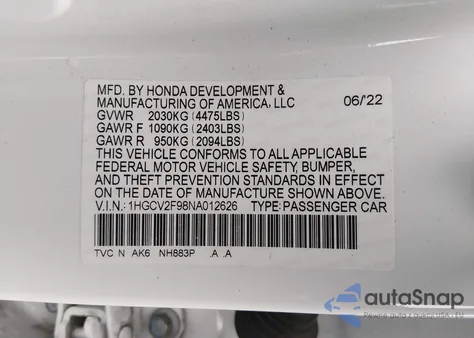 MFD. BY HONDA DEVELOPMENT &
MANUFACTURING OF AMERICA, LLC 06/'22
GVWR 2030KG (4475LBS)
GAWR F 1090KG (2403LBS)
GAWR R 950KG (2094LBS)
THIS VEHICLE CONFORMS TO ALL APPLICABLE
FEDERAL MOTOR VEHICLE SAFETY, BUMPER,
AND THEFT PREVENTION STANDARDS IN EFFECT
ON THE DATE OF MANUFACTURE SHOWN ABOVE.
V.I.N.: 1HGCV2F98NA012626 TYPE:PASSENGER CAR
TVC N AK6 NH883P .A .A
autoSnap